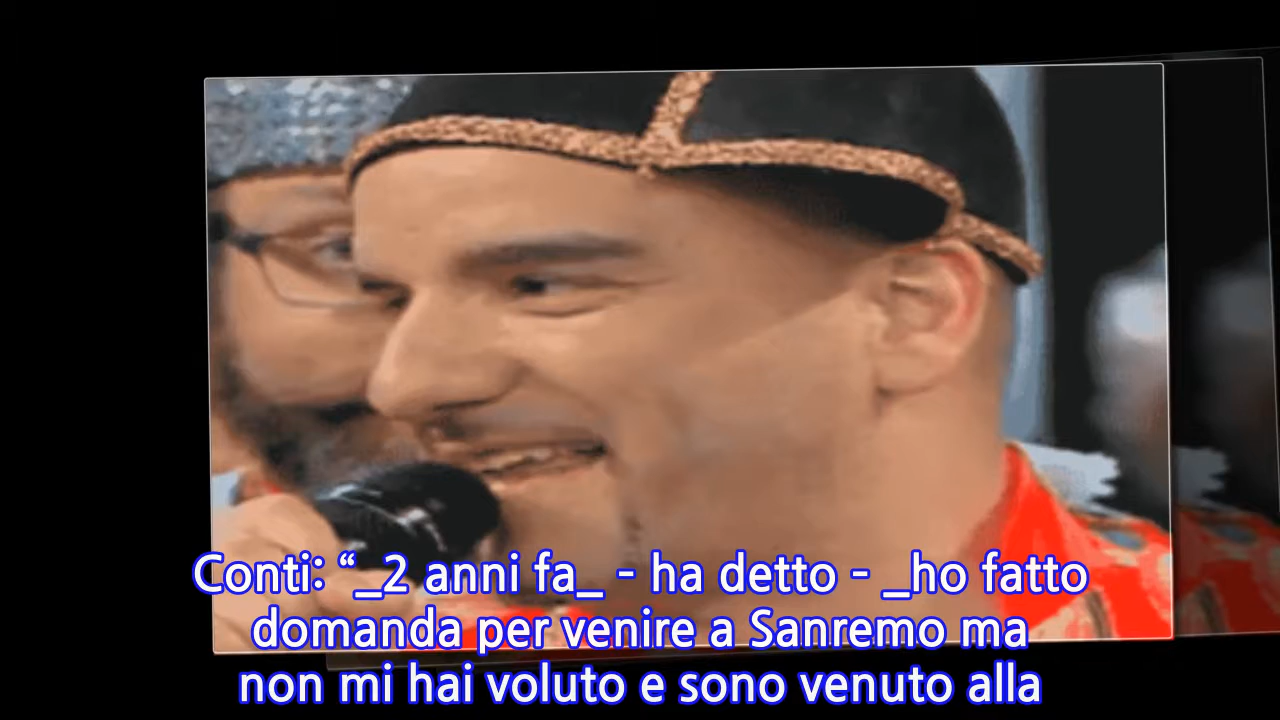 Conti: “_2 anni fa_ - ha detto - _ho fatto
domanda per venire a Sanremo ma
non mi hai voluto e sono venuto alla